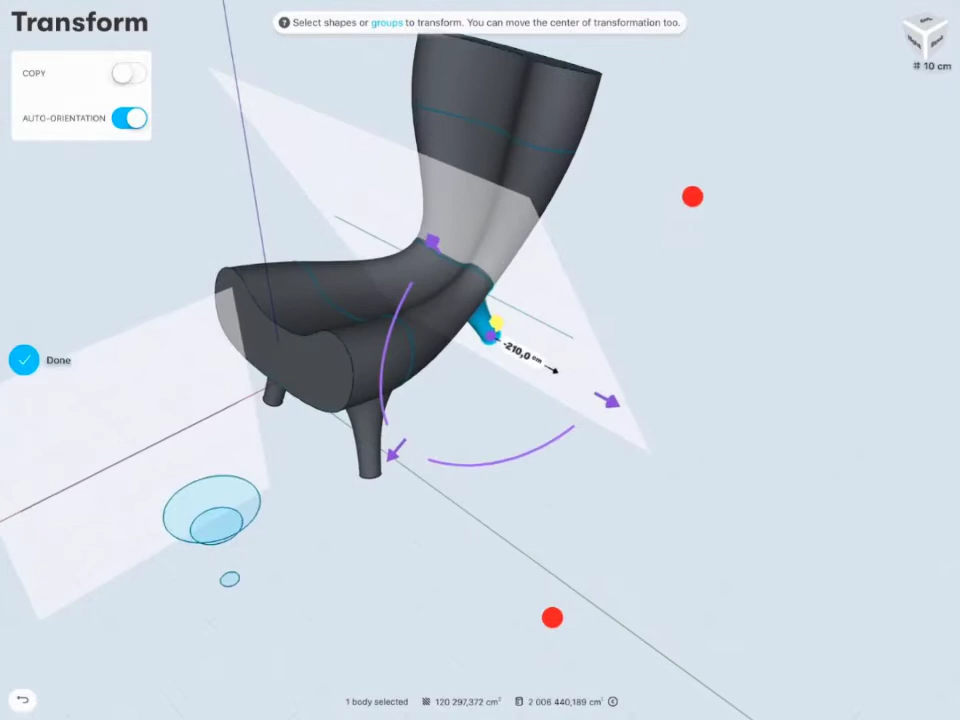 Transform
Select shapes or groups to transform. You can move the center of transformation too.
# 10 cm
COPY
AUTO-ORIENTATION
-210,0 cm
Done
1 body selected
120 297,372 cm²
2 006 440,189 cm³